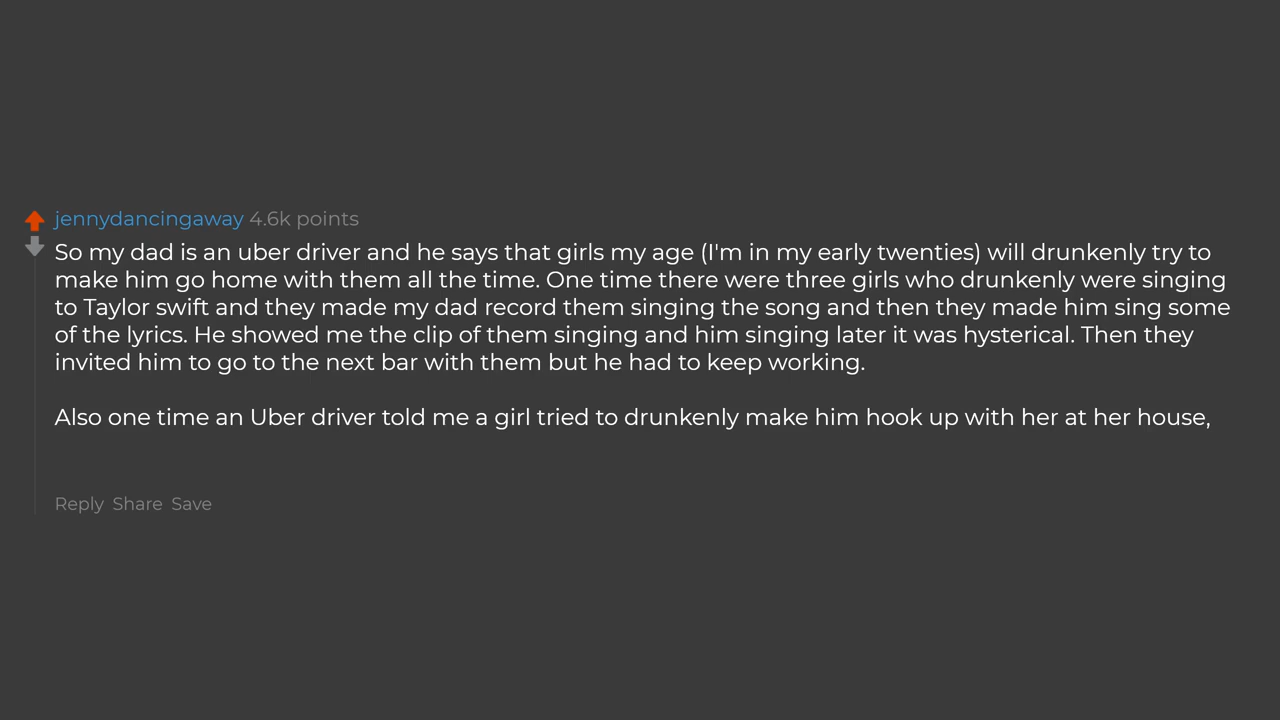 jennydancingaway 4.6k points
So my dad is an uber driver and he says that girls my age (I'm in my early twenties) will drunkenly try to
make him go home with them all the time. One time there were three girls who drunkenly were singing
to Taylor swift and they made my dad record them singing the song and then they made him sing some
of the lyrics. He showed me the clip of them singing and him singing later it was hysterical. Then they
invited him to go to the next bar with them but he had to keep working.
Also one time an Uber driver told me a girl tried to drunkenly make him hook up with her at her house,
Reply Share Save